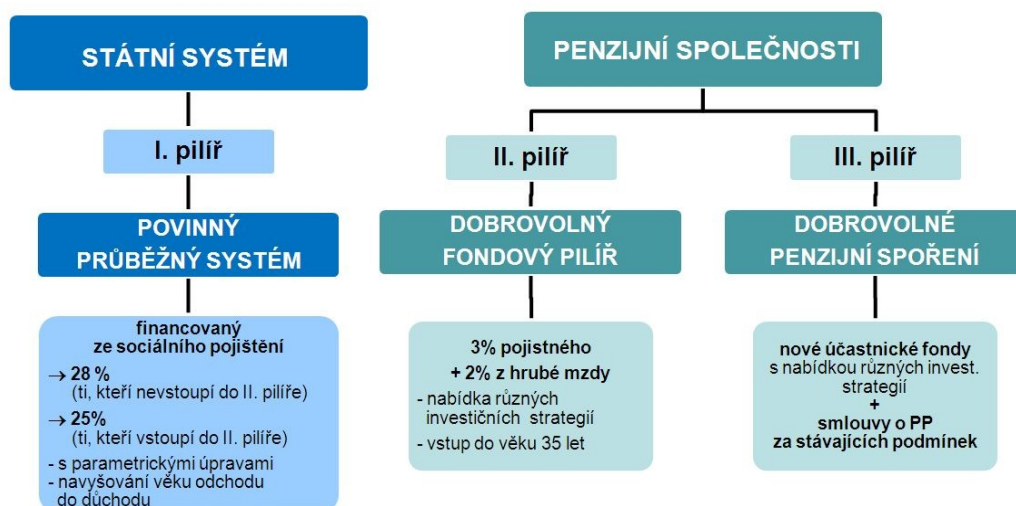 STÁTNÍ SYSTÉM
I. pilíř
POVINNÝ
PRŮBĚŽNÝ SYSTÉM
financovaný
ze sociálního pojištění
→ 28 %
(ti, kteří nevstoupí do II. pilíře)
→ 25%
(ti, kteří vstoupí do II. pilíře)
- s parametrickými úpravami
- navyšování věku odchodu
do důchodu
PENZIJNÍ SPOLEČNOSTI
II. pilíř
DOBROVOLNÝ
FONDOVÝ PILÍŘ
3% pojistného
+ 2% z hrubé mzdy
- nabídka různých
investičních strategií
- vstup do věku 35 let
III. pilíř
DOBROVOLNÉ
PENZIJNÍ SPOŘENÍ
nové účastnické fondy
s nabídkou různých invest.
strategií
+
smlouvy o PP
za stávajících podmínek